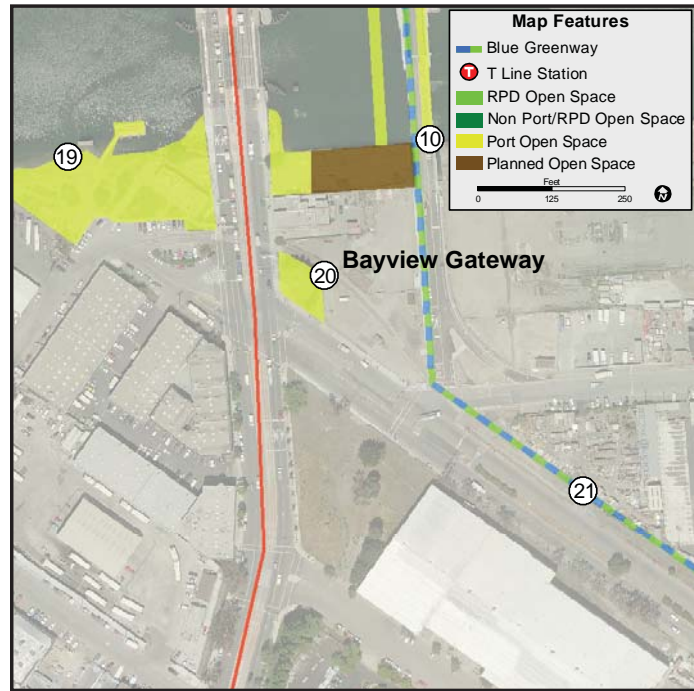 Map Features
Blue Greenway
T T Line Station
RPD Open Space
Non Port/RPD Open Space
Port Open Space
Planned Open Space
Feet
0 125 250
N
10
19
20
Bayview Gateway
21